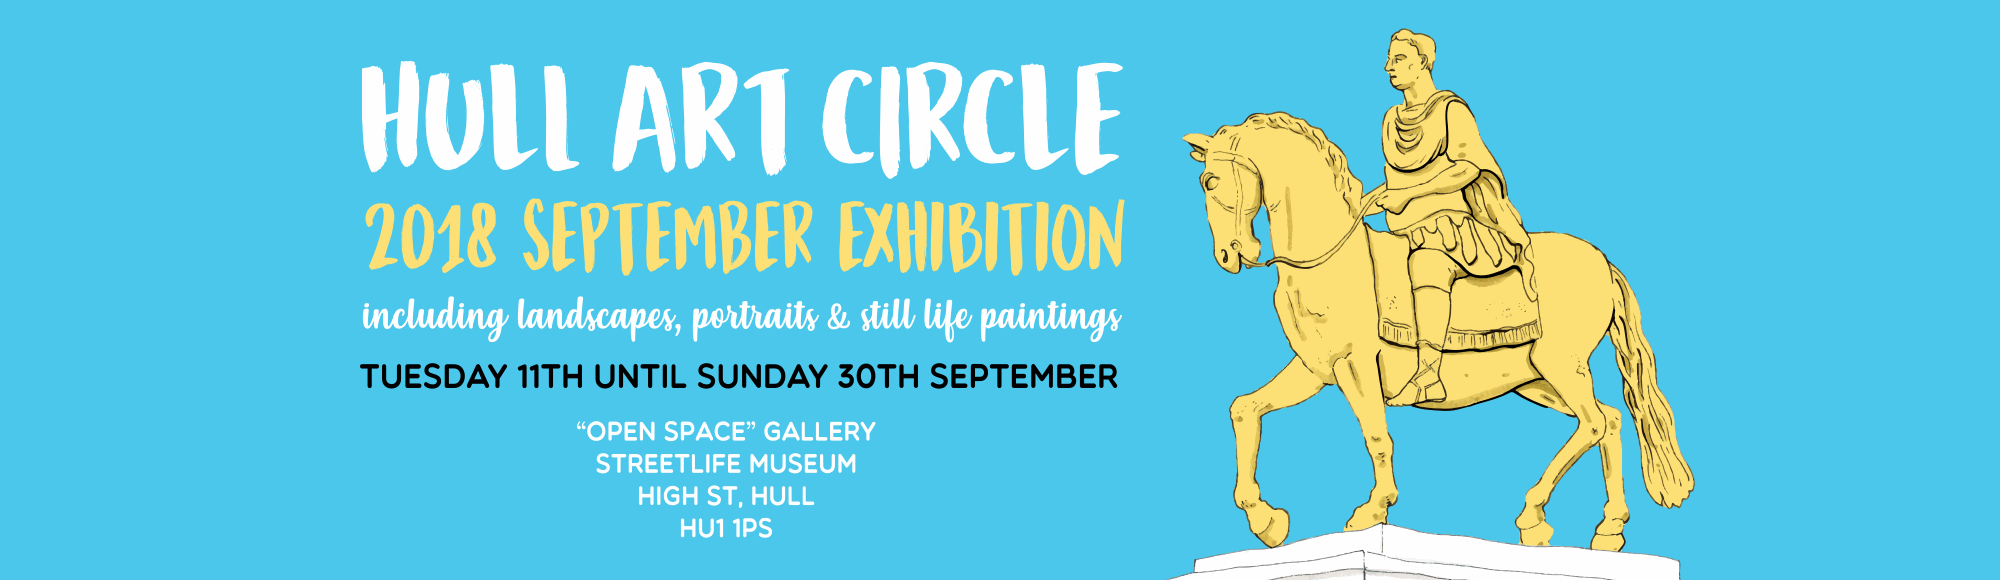 HULL ART CIRCLE
2018 SEPTEMBER EXHIBITION
including landscapes, portraits & still life paintings
TUESDAY 11TH UNTIL SUNDAY 30TH SEPTEMBER
“OPEN SPACE” GALLERY
STREETLIFE MUSEUM
HIGH ST, HULL
HU1 1PS